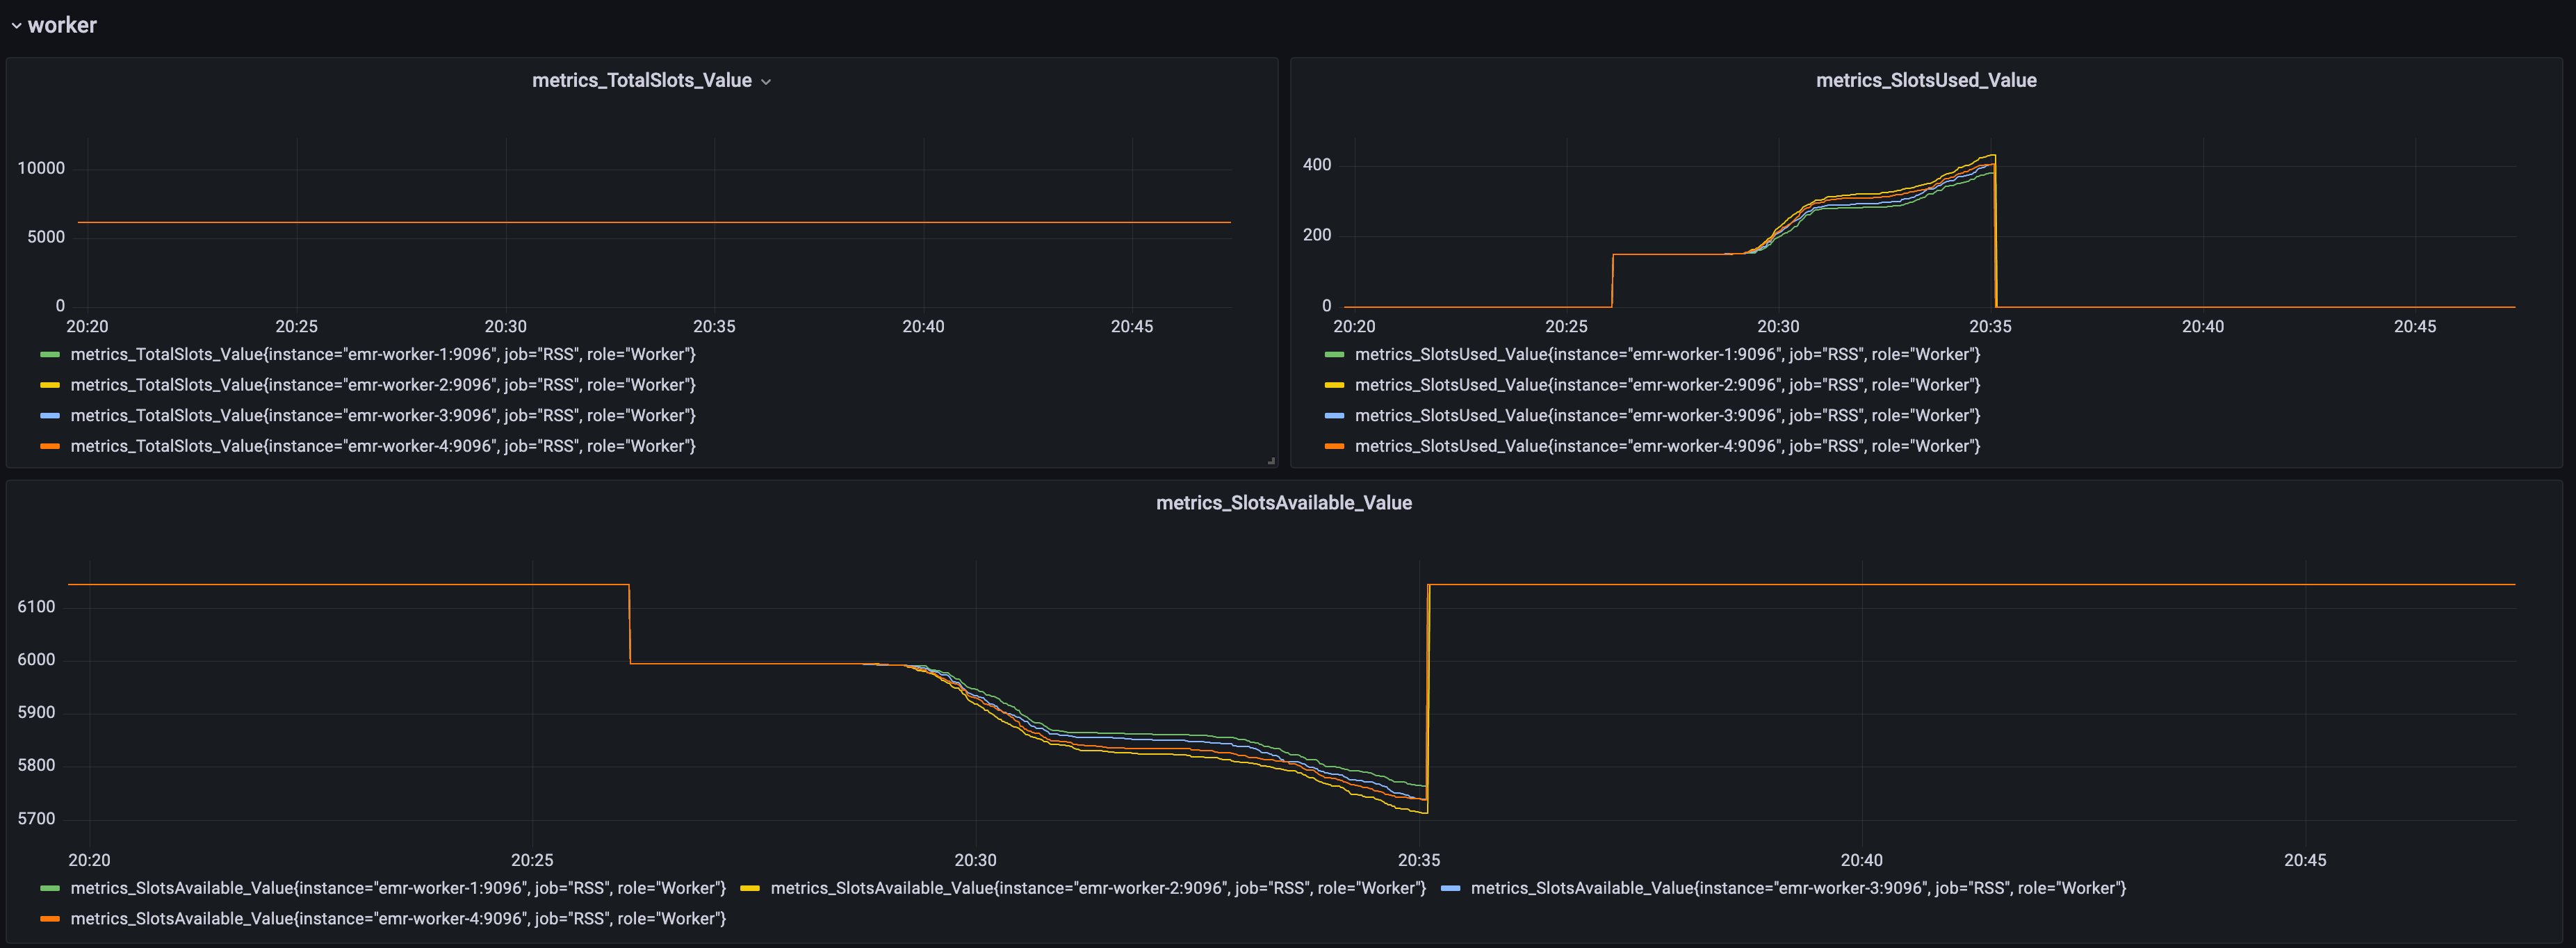 worker
metrics_TotalSlots_Value
10000
5000
0
20:20 20:25 20:30 20:35 20:40 20:45
metrics_TotalSlots_Value{instance="emr-worker-1:9096", job="RSS", role="Worker"}
metrics_TotalSlots_Value{instance="emr-worker-2:9096", job="RSS", role="Worker"}
metrics_TotalSlots_Value{instance="emr-worker-3:9096", job="RSS", role="Worker"}
metrics_TotalSlots_Value{instance="emr-worker-4:9096", job="RSS", role="Worker"}
metrics_SlotsUsed_Value
400
200
0
20:20 20:25 20:30 20:35 20:40 20:45
metrics_SlotsUsed_Value{instance="emr-worker-1:9096", job="RSS", role="Worker"}
metrics_SlotsUsed_Value{instance="emr-worker-2:9096", job="RSS", role="Worker"}
metrics_SlotsUsed_Value{instance="emr-worker-3:9096", job="RSS", role="Worker"}
metrics_SlotsUsed_Value{instance="emr-worker-4:9096", job="RSS", role="Worker"}
metrics_SlotsAvailable_Value
6100
6000
5900
5800
5700
20:20 20:25 20:30 20:35 20:40 20:45
metrics_SlotsAvailable_Value{instance="emr-worker-1:9096", job="RSS", role="Worker"} metrics_SlotsAvailable_Value{instance="emr-worker-2:9096", job="RSS", role="Worker"} metrics_SlotsAvailable_Value{instance="emr-worker-3:9096", job="RSS", role="Worker"}
metrics_SlotsAvailable_Value{instance="emr-worker-4:9096", job="RSS", role="Worker"}